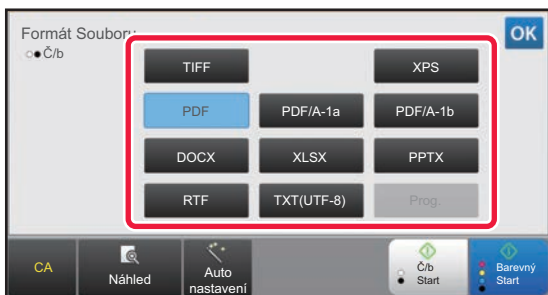 Formát Souboru
Č/b
OK
TIFF
XPS
PDF
PDF/A-1a
PDF/A-1b
DOCX
XLSX
PPTX
RTF
TXT(UTF-8)
Prog.
CA
Náhled
Auto
nastavení
Č/b
Start
Barevný
Start